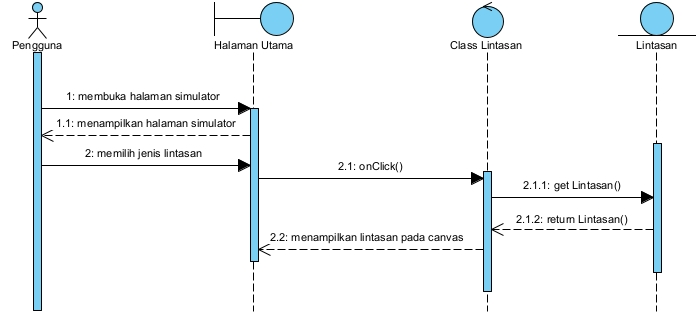 Pengguna
Halaman Utama
Class Lintasan
Lintasan
1: membuka halaman simulator
1.1: menampilkan halaman simulator
2: memilih jenis lintasan
2.1: onClick()
2.1.1: get Lintasan()
2.1.2: return Lintasan()
2.2: menampilkan lintasan pada canvas